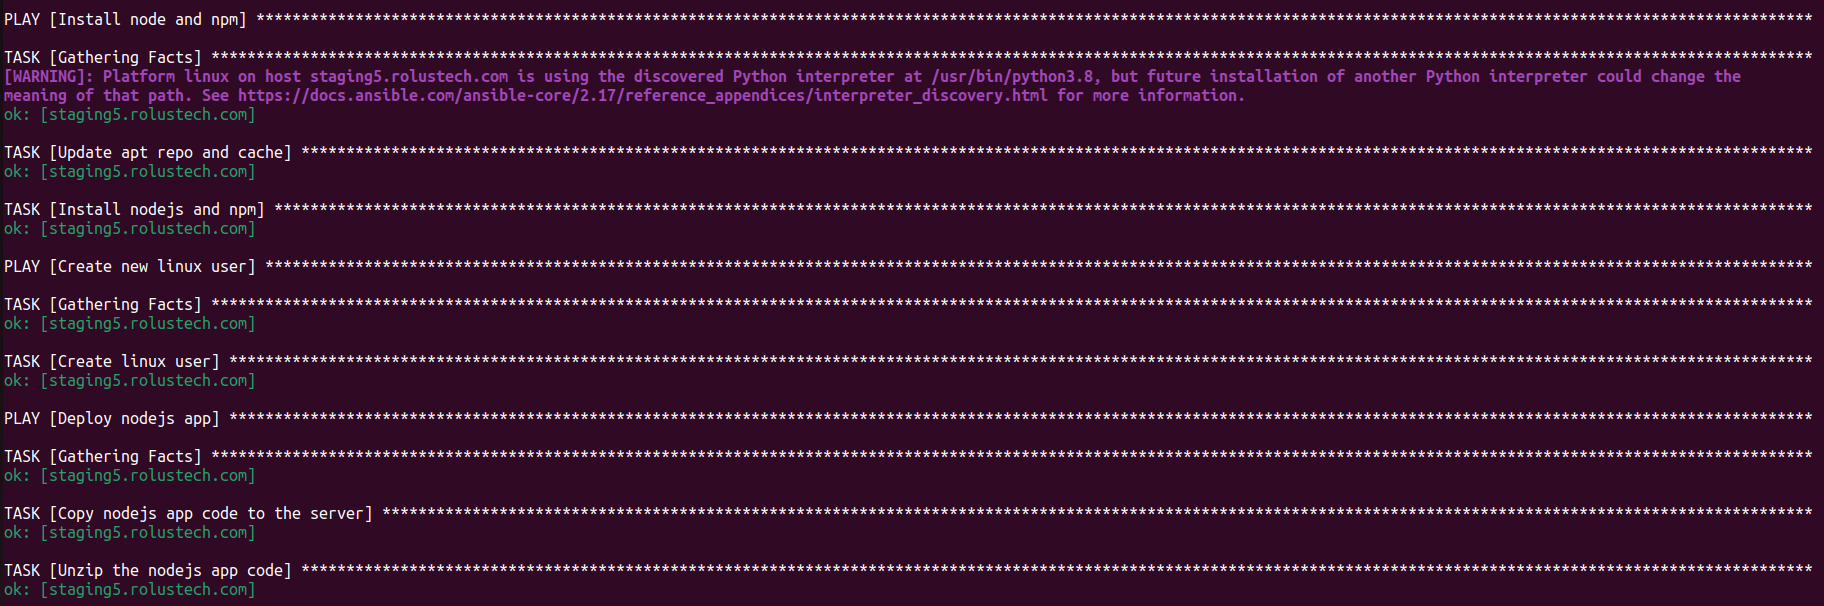 PLAY [Install node and npm] ****************************************************************************************************************************************************************************
TASK [Gathering Facts] *********************************************************************************************************************************************************************************
[WARNING]: Platform linux on host staging5.rolustech.com is using the discovered Python interpreter at /usr/bin/python3.8, but future installation of another Python interpreter could change the
meaning of that path. See https://docs.ansible.com/ansible-core/2.17/reference_appendices/interpreter_discovery.html for more information.
ok: [staging5.rolustech.com]
TASK [Update apt repo and cache] ***********************************************************************************************************************************************************************
ok: [staging5.rolustech.com]
TASK [Install nodejs and npm] **************************************************************************************************************************************************************************
ok: [staging5.rolustech.com]
PLAY [Create new linux user] ***************************************************************************************************************************************************************************
TASK [Gathering Facts] *********************************************************************************************************************************************************************************
ok: [staging5.rolustech.com]
TASK [Create linux user] *******************************************************************************************************************************************************************************
ok: [staging5.rolustech.com]
PLAY [Deploy nodejs app] *******************************************************************************************************************************************************************************
TASK [Gathering Facts] *********************************************************************************************************************************************************************************
ok: [staging5.rolustech.com]
TASK [Copy nodejs app code to the server] **************************************************************************************************************************************************************
ok: [staging5.rolustech.com]
TASK [Unzip the nodejs app code] ***********************************************************************************************************************************************************************
ok: [staging5.rolustech.com]